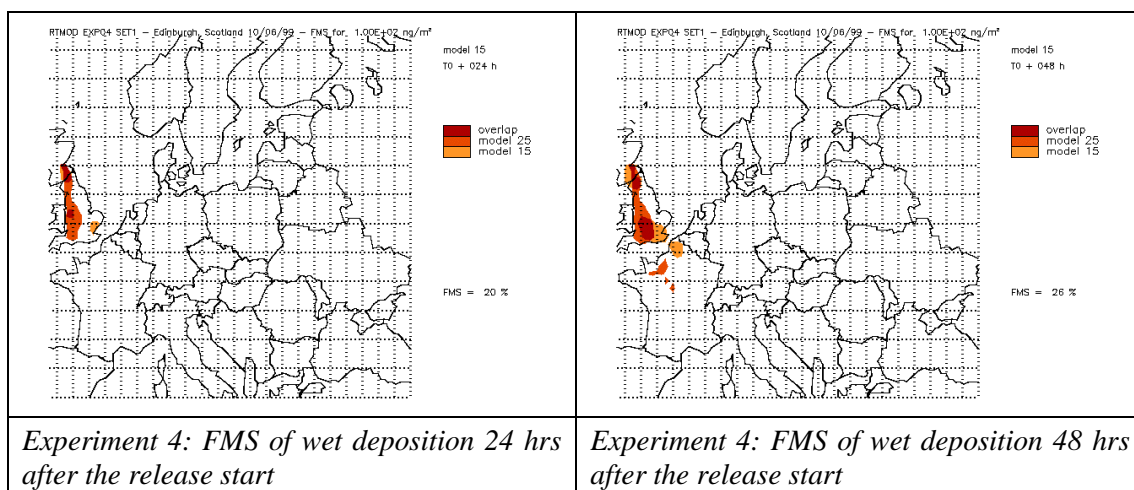 RTMOD EXP04 SET1 - Edinburgh, Scotland 10/06/99 - FMS for 1.00E+02 ng/m²
model 15
T0 + 024 h
overlap
model 25
model 15
FMS = 20 %
Experiment 4: FMS of wet deposition 24 hrs
after the release start
RTMOD EXP04 SET1 - Edinburgh, Scotland 10/06/99 - FMS for 1.00E+02 ng/m²
model 15
T0 + 048 h
overlap
model 25
model 15
FMS = 26 %
Experiment 4: FMS of wet deposition 48 hrs
after the release start